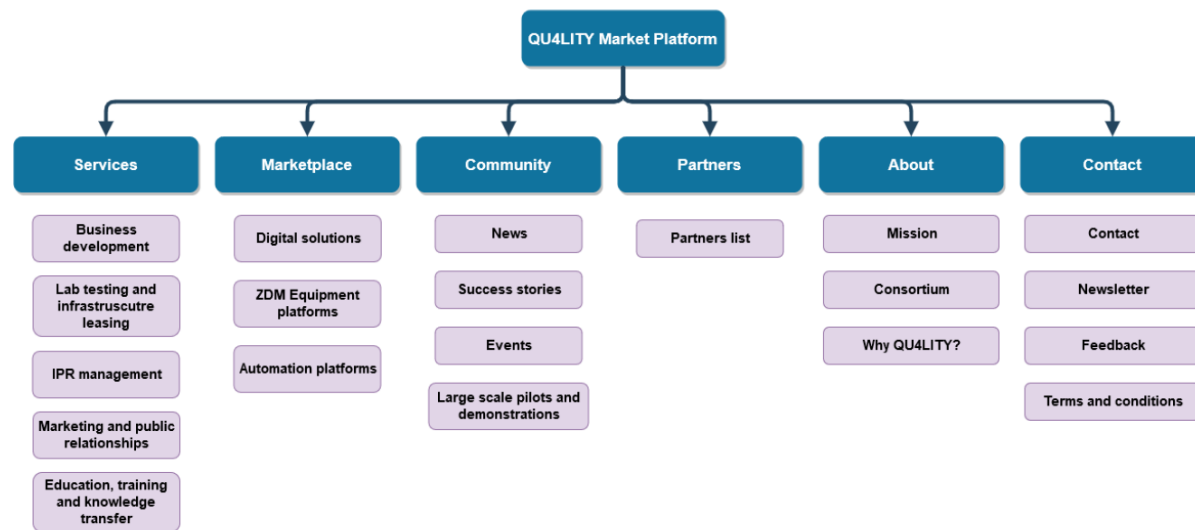 QU4LITY Market Platform
Services
Marketplace
Community
Partners
About
Contact
Business
development
Lab testing and
infrastruscutre
leasing
IPR management
Marketing and public
relationships
Education, training
and knowledge
transfer
Digital solutions
ZDM Equipment
platforms
Automation platforms
News
Success stories
Events
Large scale pilots and
demonstrations
Partners list
Mission
Consortium
Why QU4LITY?
Contact
Newsletter
Feedback
Terms and conditions